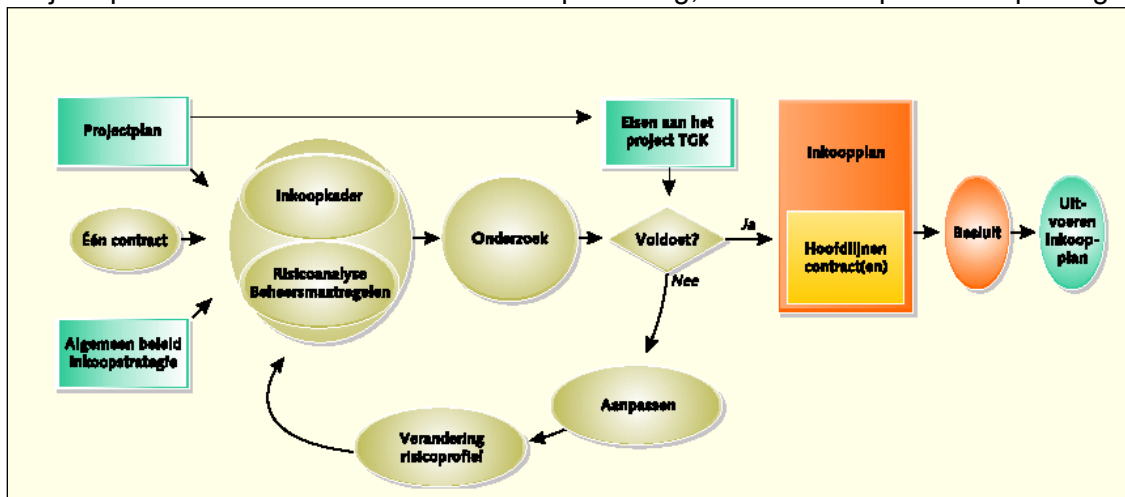 Projectplan
Eisen aan het
project TGK
Inkoopplan
Inkoopkader
Één contract
Onderzoek
Voldoet?
Ja
Nee
Hoofdlijnen
contract(en)
Besluit
Uit-
voeren
inkoop-
plan
Risicoanalyse
Beheersmaatregelen
Algemeen beleid
Inkoopstrategie
Aanpassen
Verandering
risicoprofiel